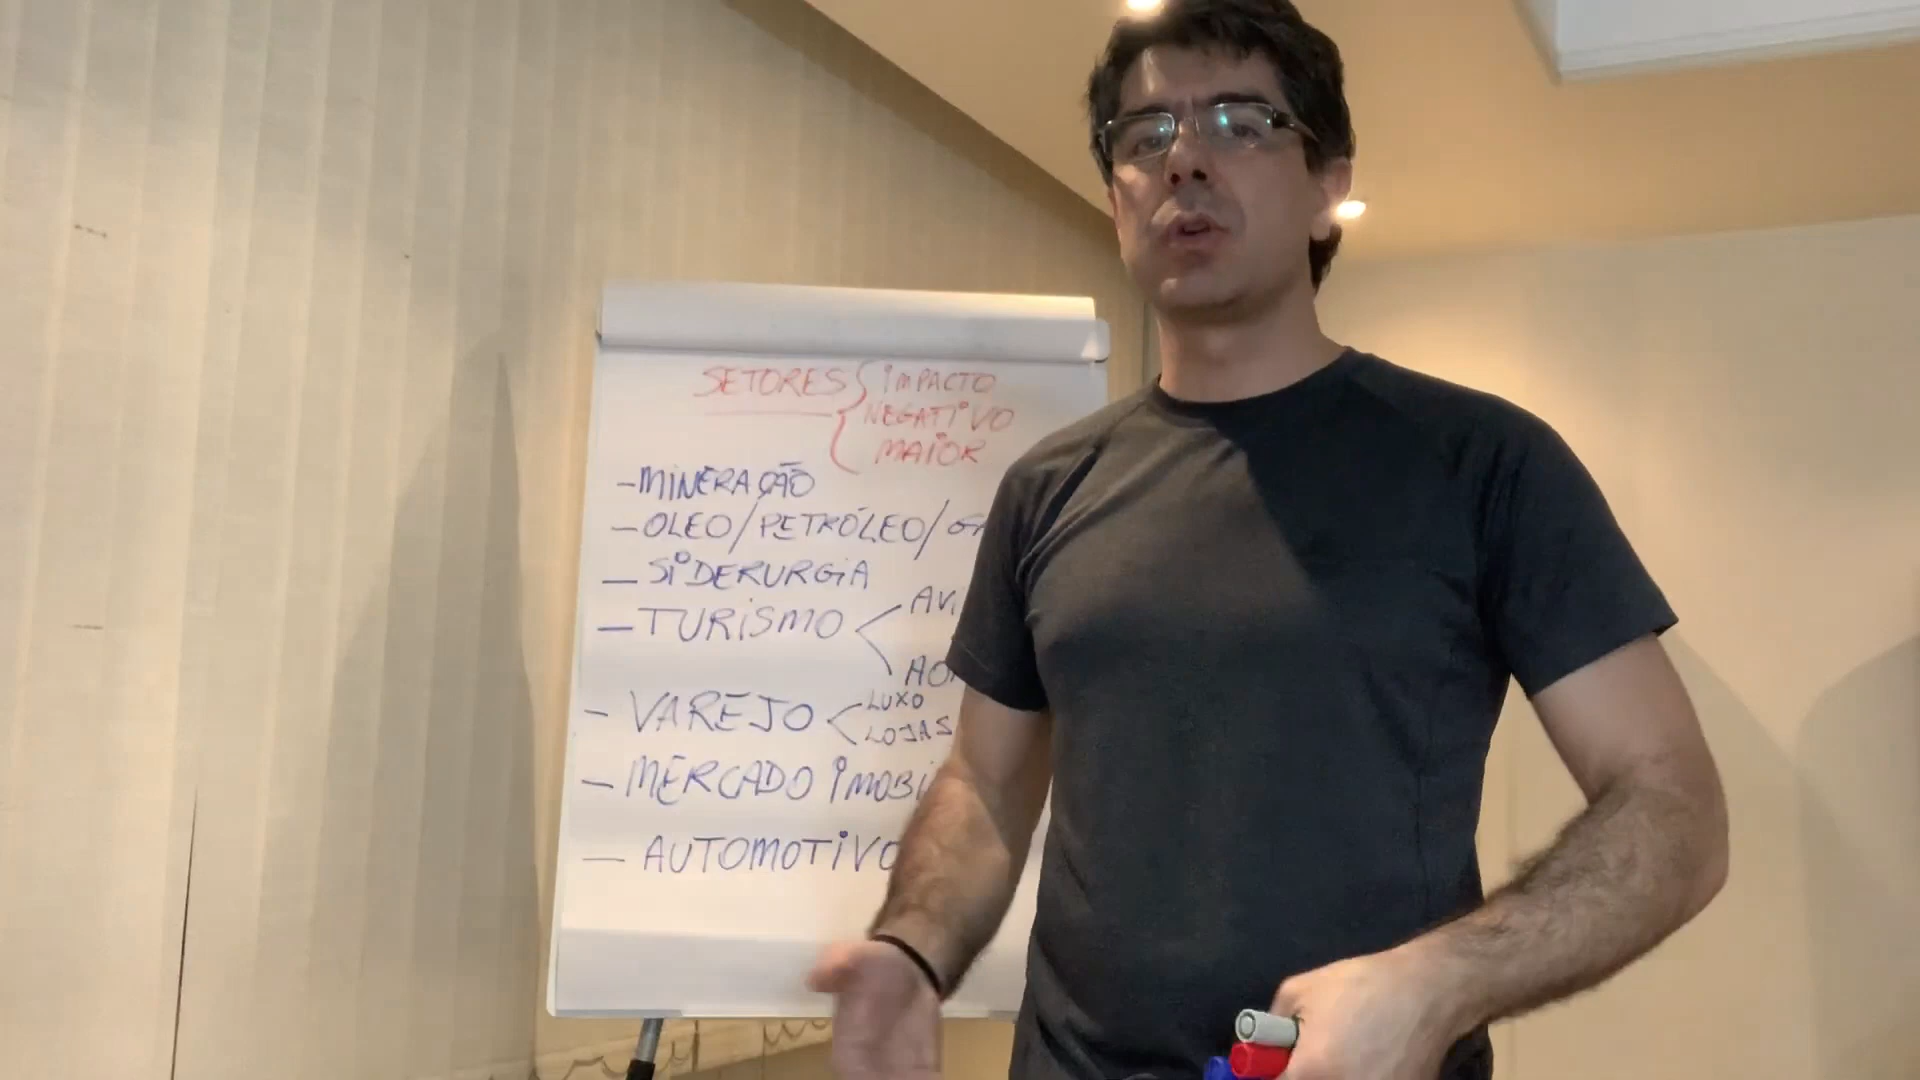 SETORES { IMPACTO
NEGATIVO
MAIOR
- MINERAÇÃO
- OLEO/PETRÓLEO/
- SIDERURGIA
- TURISMO
- VAREJO < LUXO
LOJAS
- MERCADO
- AUTOMOTIVO